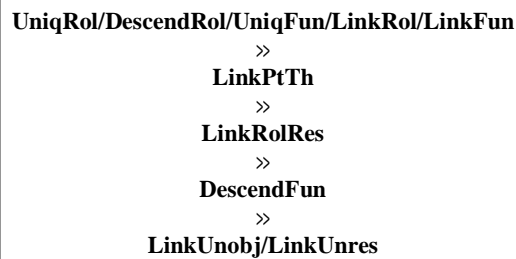 UniqRol/DescendRol/UniqFun/LinkRol/LinkFun
»
LinkPtTh
»
LinkRolRes
»
DescendFun
»
LinkUnobj/LinkUnres